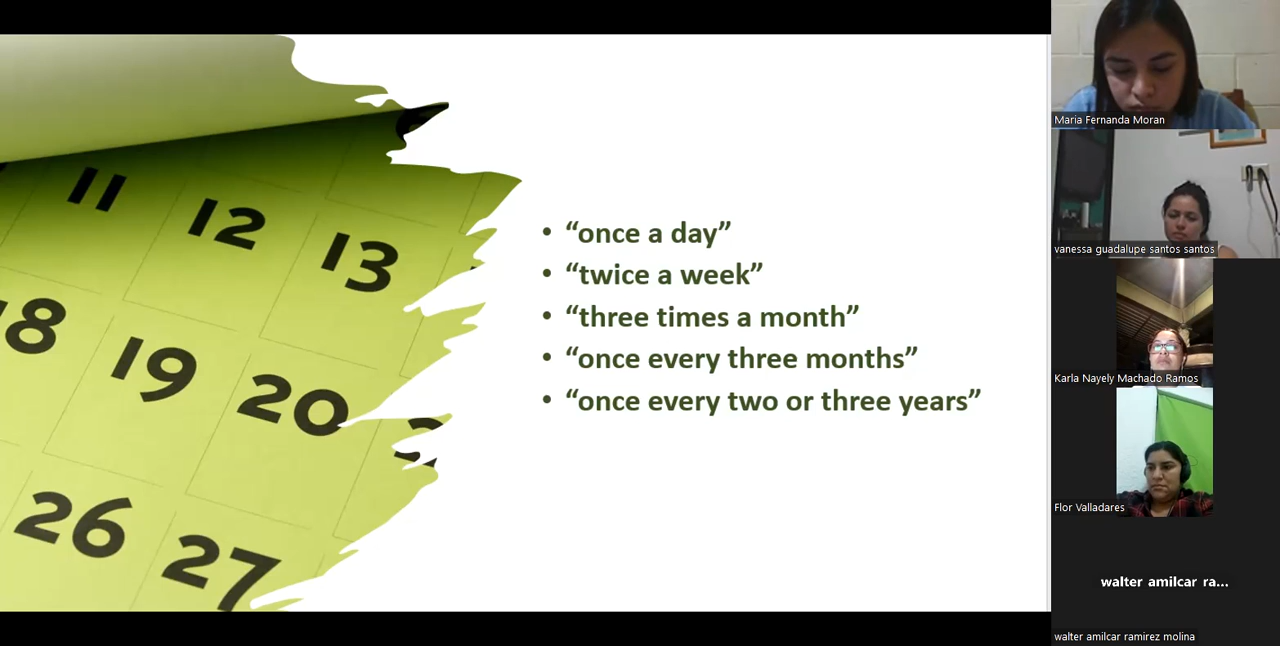 11
12
13
18
19
20
26
27
• “once a day”
• “twice a week”
• “three times a month”
• “once every three months”
• “once every two or three years”
Maria Fernanda Moran
vanessa guadalupe santos santos
Karla Nayely Machado Ramos
Flor Valladares
walter amilcar ra...
walter amilcar ramirez molina